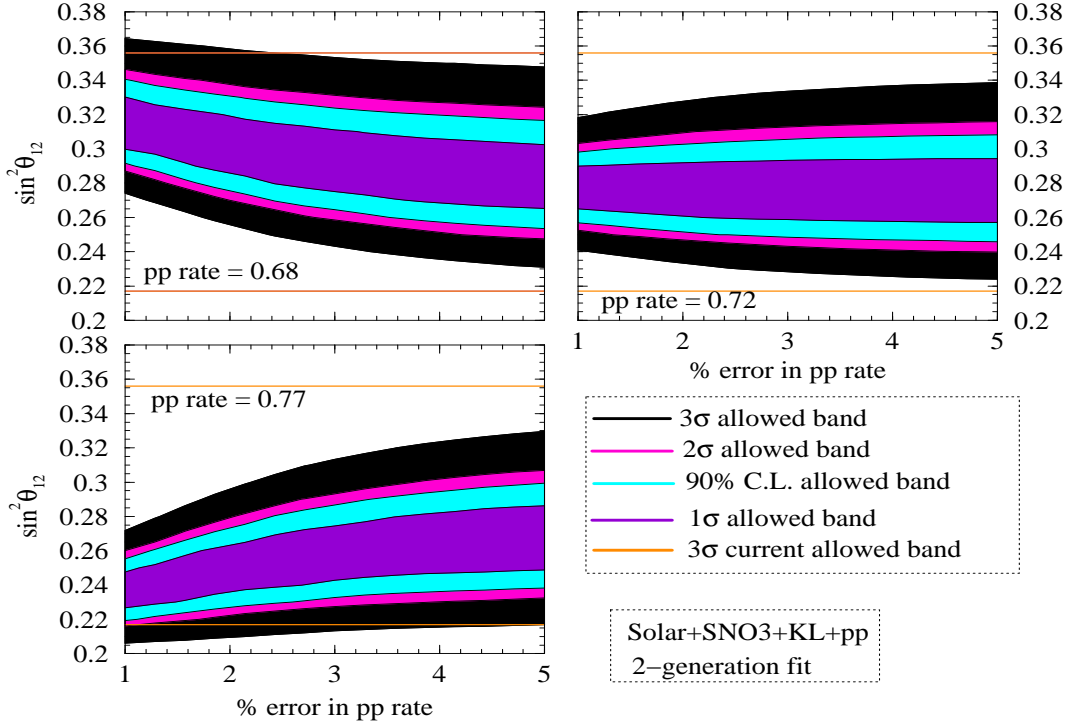 0.38
0.36
0.34
0.32
0.3
0.28
0.26
0.24
0.22
0.2
sin²θ₁₂
pp rate = 0.68
0.38
0.36
0.34
0.32
0.3
0.28
0.26
0.24
0.22
0.2
pp rate = 0.72
1 2 3 4 5
% error in pp rate
0.38
0.36
0.34
0.32
0.3
0.28
0.26
0.24
0.22
0.2
sin²θ₁₂
pp rate = 0.77
1 2 3 4 5
% error in pp rate
3σ allowed band
2σ allowed band
90% C.L. allowed band
1σ allowed band
3σ current allowed band
Solar+SNO3+KL+pp
2−generation fit